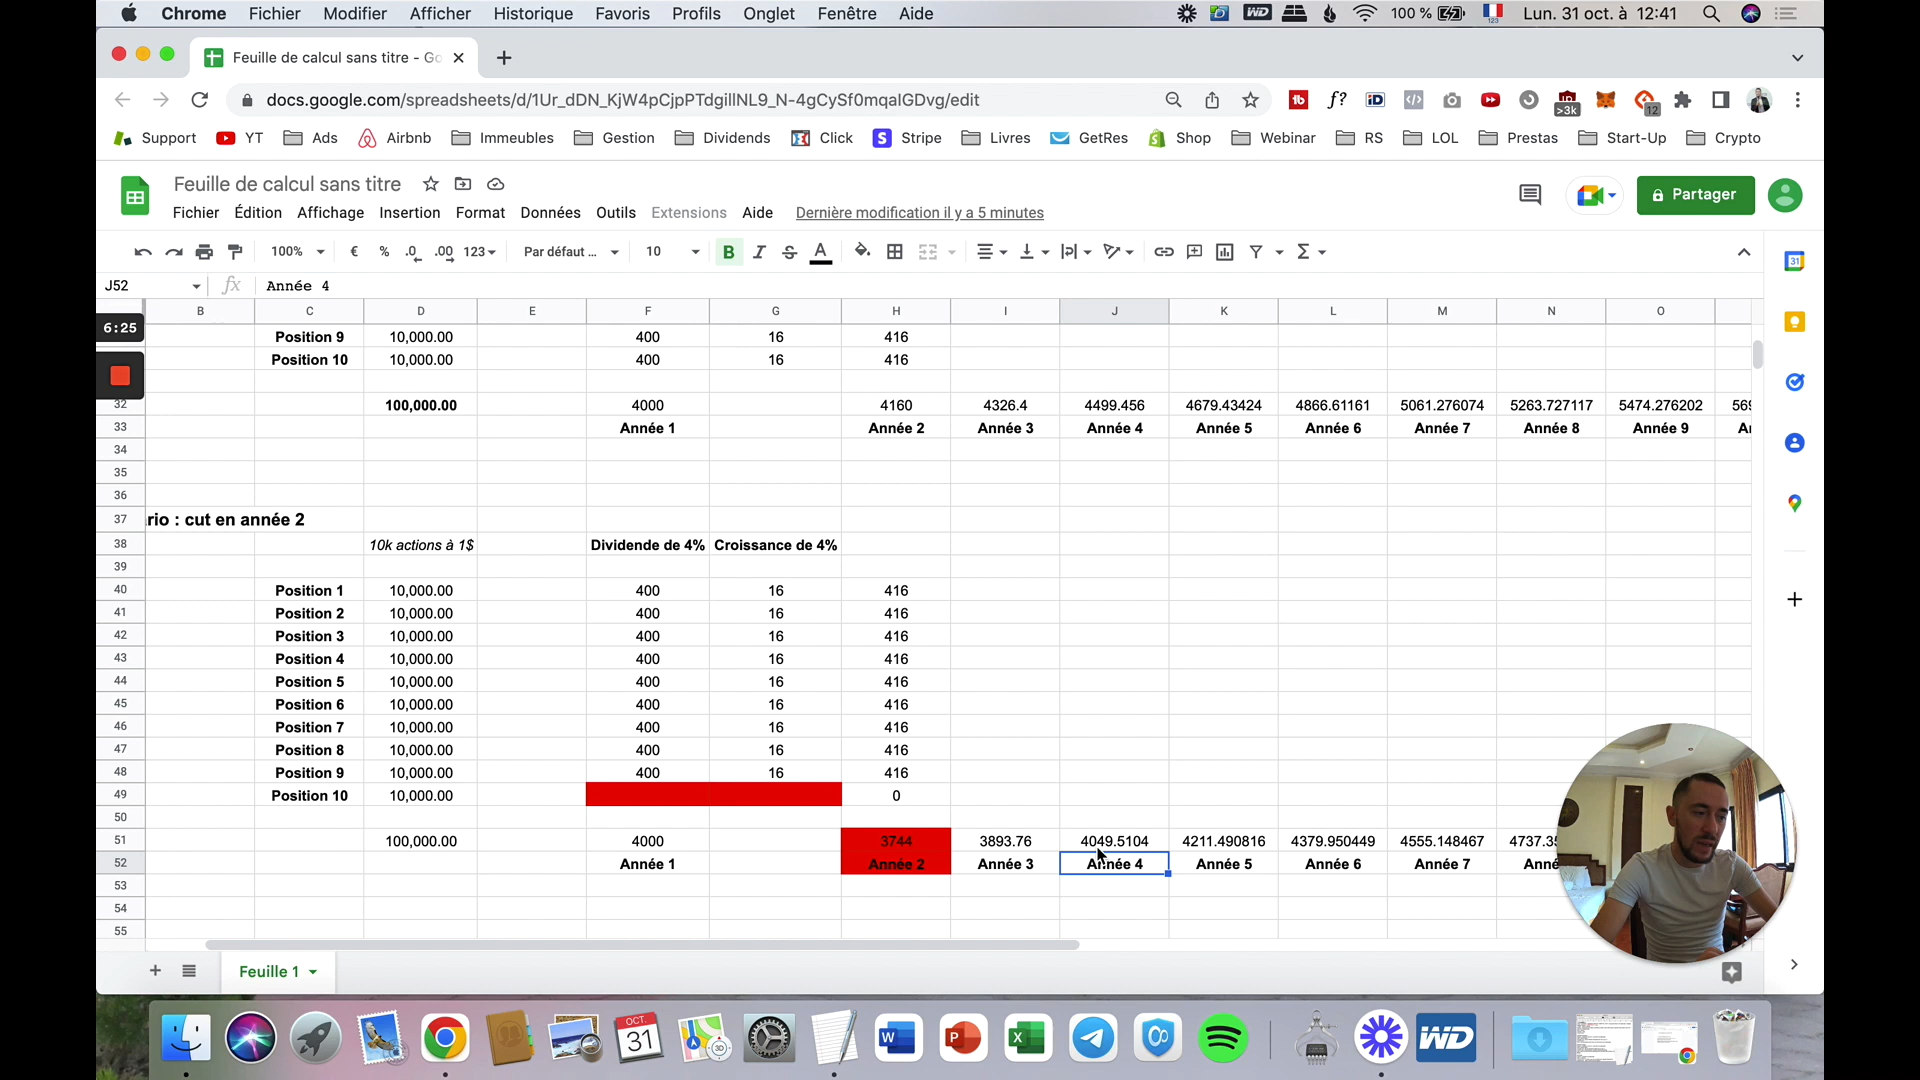 Chrome Fichier Modifier Afficher Historique Favoris Profils Onglet Fenêtre Aide WD 100 % 123 Lun. 31 oct. à 12:41
Feuille de calcul sans titre - Go
docs.google.com/spreadsheets/d/1Ur_dDN_KjW4pCjpPTdgillNL9_N-4gCySf0mqaIGDvg/edit
Support YT Ads Airbnb Immeubles Gestion Dividends Click Stripe Livres GetRes Shop Webinar RS LOL Prestas Start-Up Crypto
Feuille de calcul sans titre
Partager
Fichier Édition Affichage Insertion Format Données Outils Extensions Aide Dernière modification il y a 5 minutes
100% € % .0 .00 123 Par défaut ... 10 B I S A
J52 fx Année 4
B C D E F G H I J K L M N O
6:25
Position 9 10,000.00 400 16 416
Position 10 10,000.00 400 16 416
32 100,000.00 4000 4160 4326.4 4499.456 4679.43424 4866.61161 5061.276074 5263.727117 5474.276202 569
33 Année 1 Année 2 Année 3 Année 4 Année 5 Année 6 Année 7 Année 8 Année 9 A
34
35
36
37 rio : cut en année 2
38 10k actions à 1$ Dividende de 4% Croissance de 4%
39
40 Position 1 10,000.00 400 16 416
41 Position 2 10,000.00 400 16 416
42 Position 3 10,000.00 400 16 416
43 Position 4 10,000.00 400 16 416
44 Position 5 10,000.00 400 16 416
45 Position 6 10,000.00 400 16 416
46 Position 7 10,000.00 400 16 416
47 Position 8 10,000.00 400 16 416
48 Position 9 10,000.00 400 16 416
49 Position 10 10,000.00 0
50
51 100,000.00 4000 3744 3893.76 4049.5104 4211.490816 4379.950449 4555.148467 4737.35
52 Année 1 Année 2 Année 3 Année 4 Année 5 Année 6 Année 7 Anné
53
54
55
Feuille 1
OCT. 31 3D W P X WD